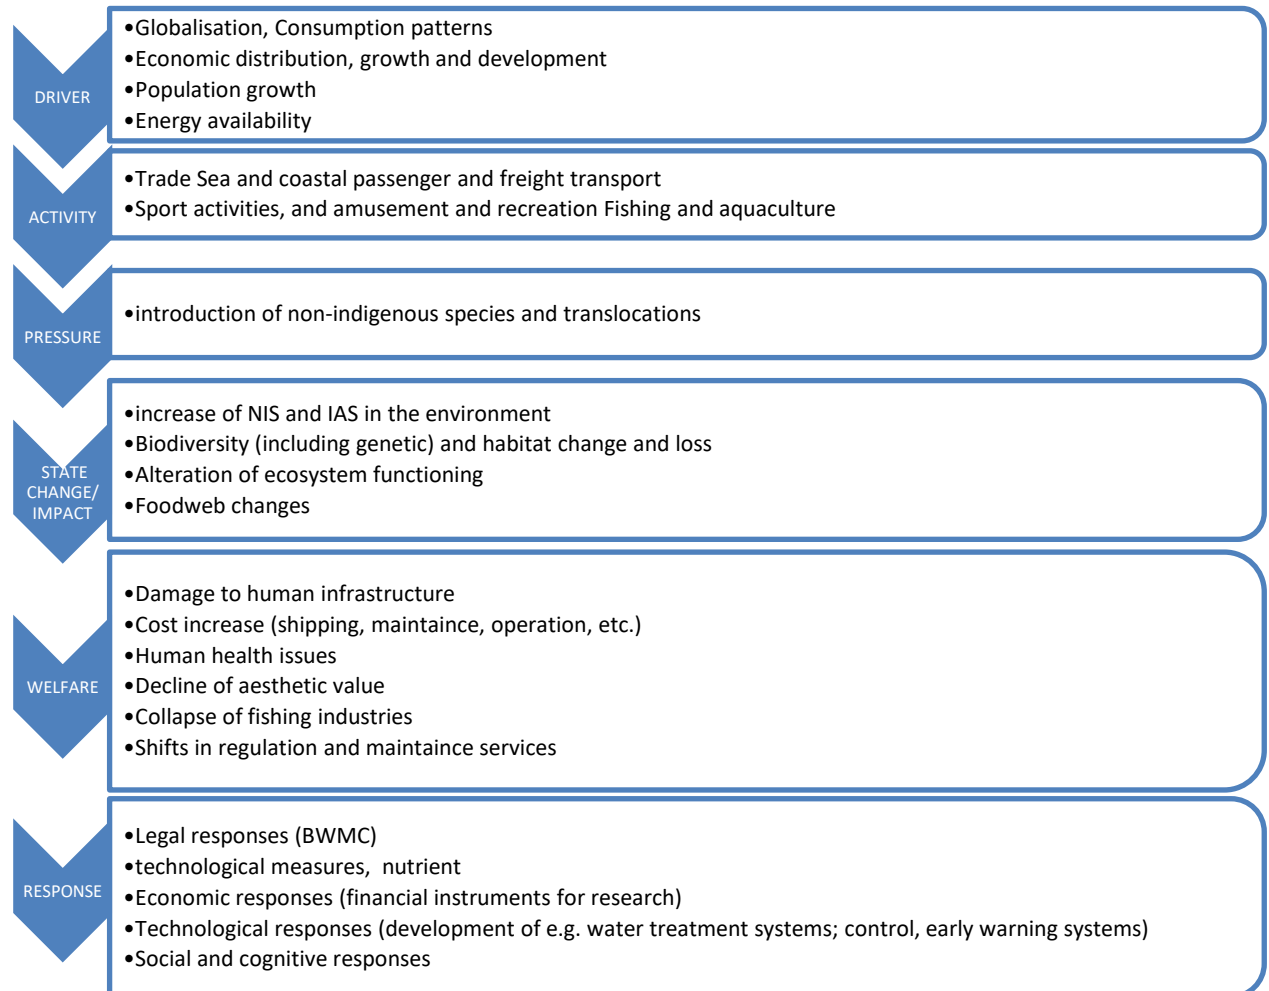 DRIVER
•Globalisation, Consumption patterns
•Economic distribution, growth and development
•Population growth
•Energy availability
ACTIVITY
•Trade Sea and coastal passenger and freight transport
•Sport activities, and amusement and recreation Fishing and aquaculture
PRESSURE
•introduction of non-indigenous species and translocations
STATE
CHANGE/
IMPACT
•increase of NIS and IAS in the environment
•Biodiversity (including genetic) and habitat change and loss
•Alteration of ecosystem functioning
•Foodweb changes
WELFARE
•Damage to human infrastructure
•Cost increase (shipping, maintaince, operation, etc.)
•Human health issues
•Decline of aesthetic value
•Collapse of fishing industries
•Shifts in regulation and maintaince services
RESPONSE
•Legal responses (BWMC)
•technological measures,  nutrient
•Economic responses (financial instruments for research)
•Technological responses (development of e.g. water treatment systems; control, early warning systems)
•Social and cognitive responses